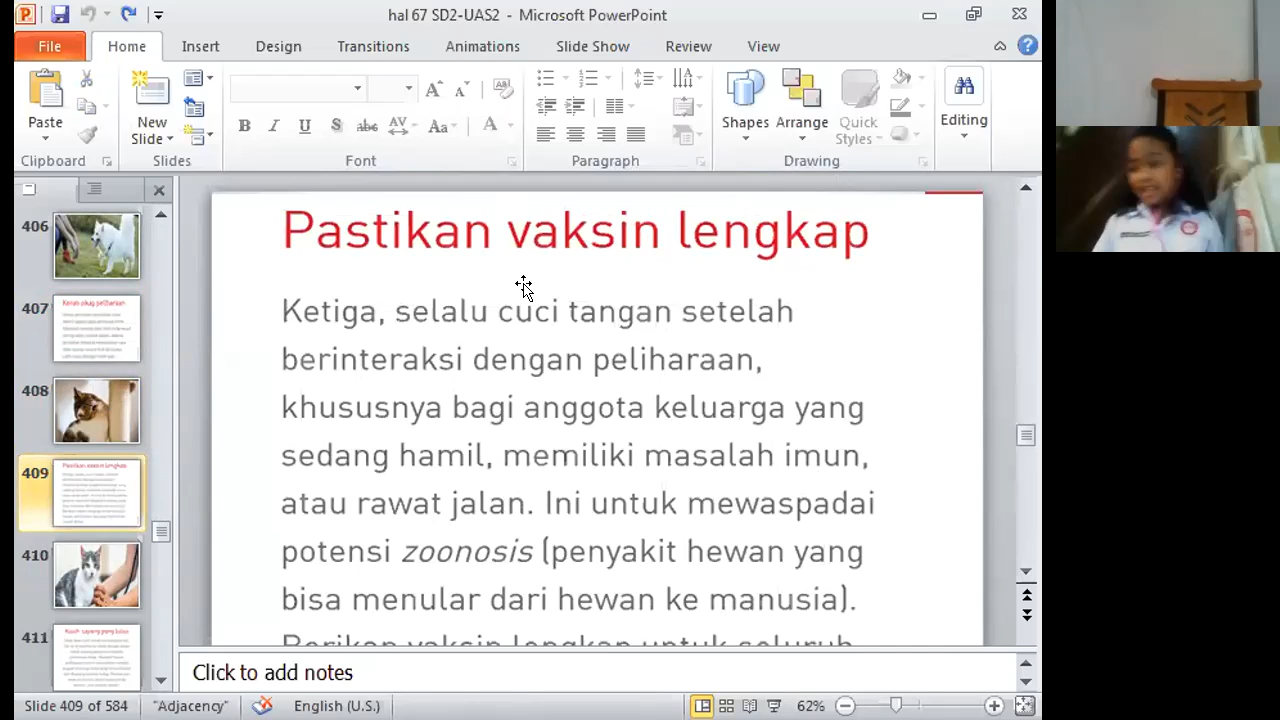 hal 67 SD2-UAS2 - Microsoft PowerPoint
File Home Insert Design Transitions Animations Slide Show Review View
Paste
New Slide
Shapes Arrange Quick Styles
Editing
Clipboard Slides Font Paragraph Drawing
406
407
408
409
410
411
Pastikan vaksin lengkap
Ketiga, selalu cuci tangan setelah
berinteraksi dengan peliharaan,
khususnya bagi anggota keluarga yang
sedang hamil, memiliki masalah imun,
atau rawat jalan. Ini untuk mewaspadai
potensi zoonosis (penyakit hewan yang
bisa menular dari hewan ke manusia).
Click to add notes
Slide 409 of 584 "Adjacency" English (U.S.) 62%